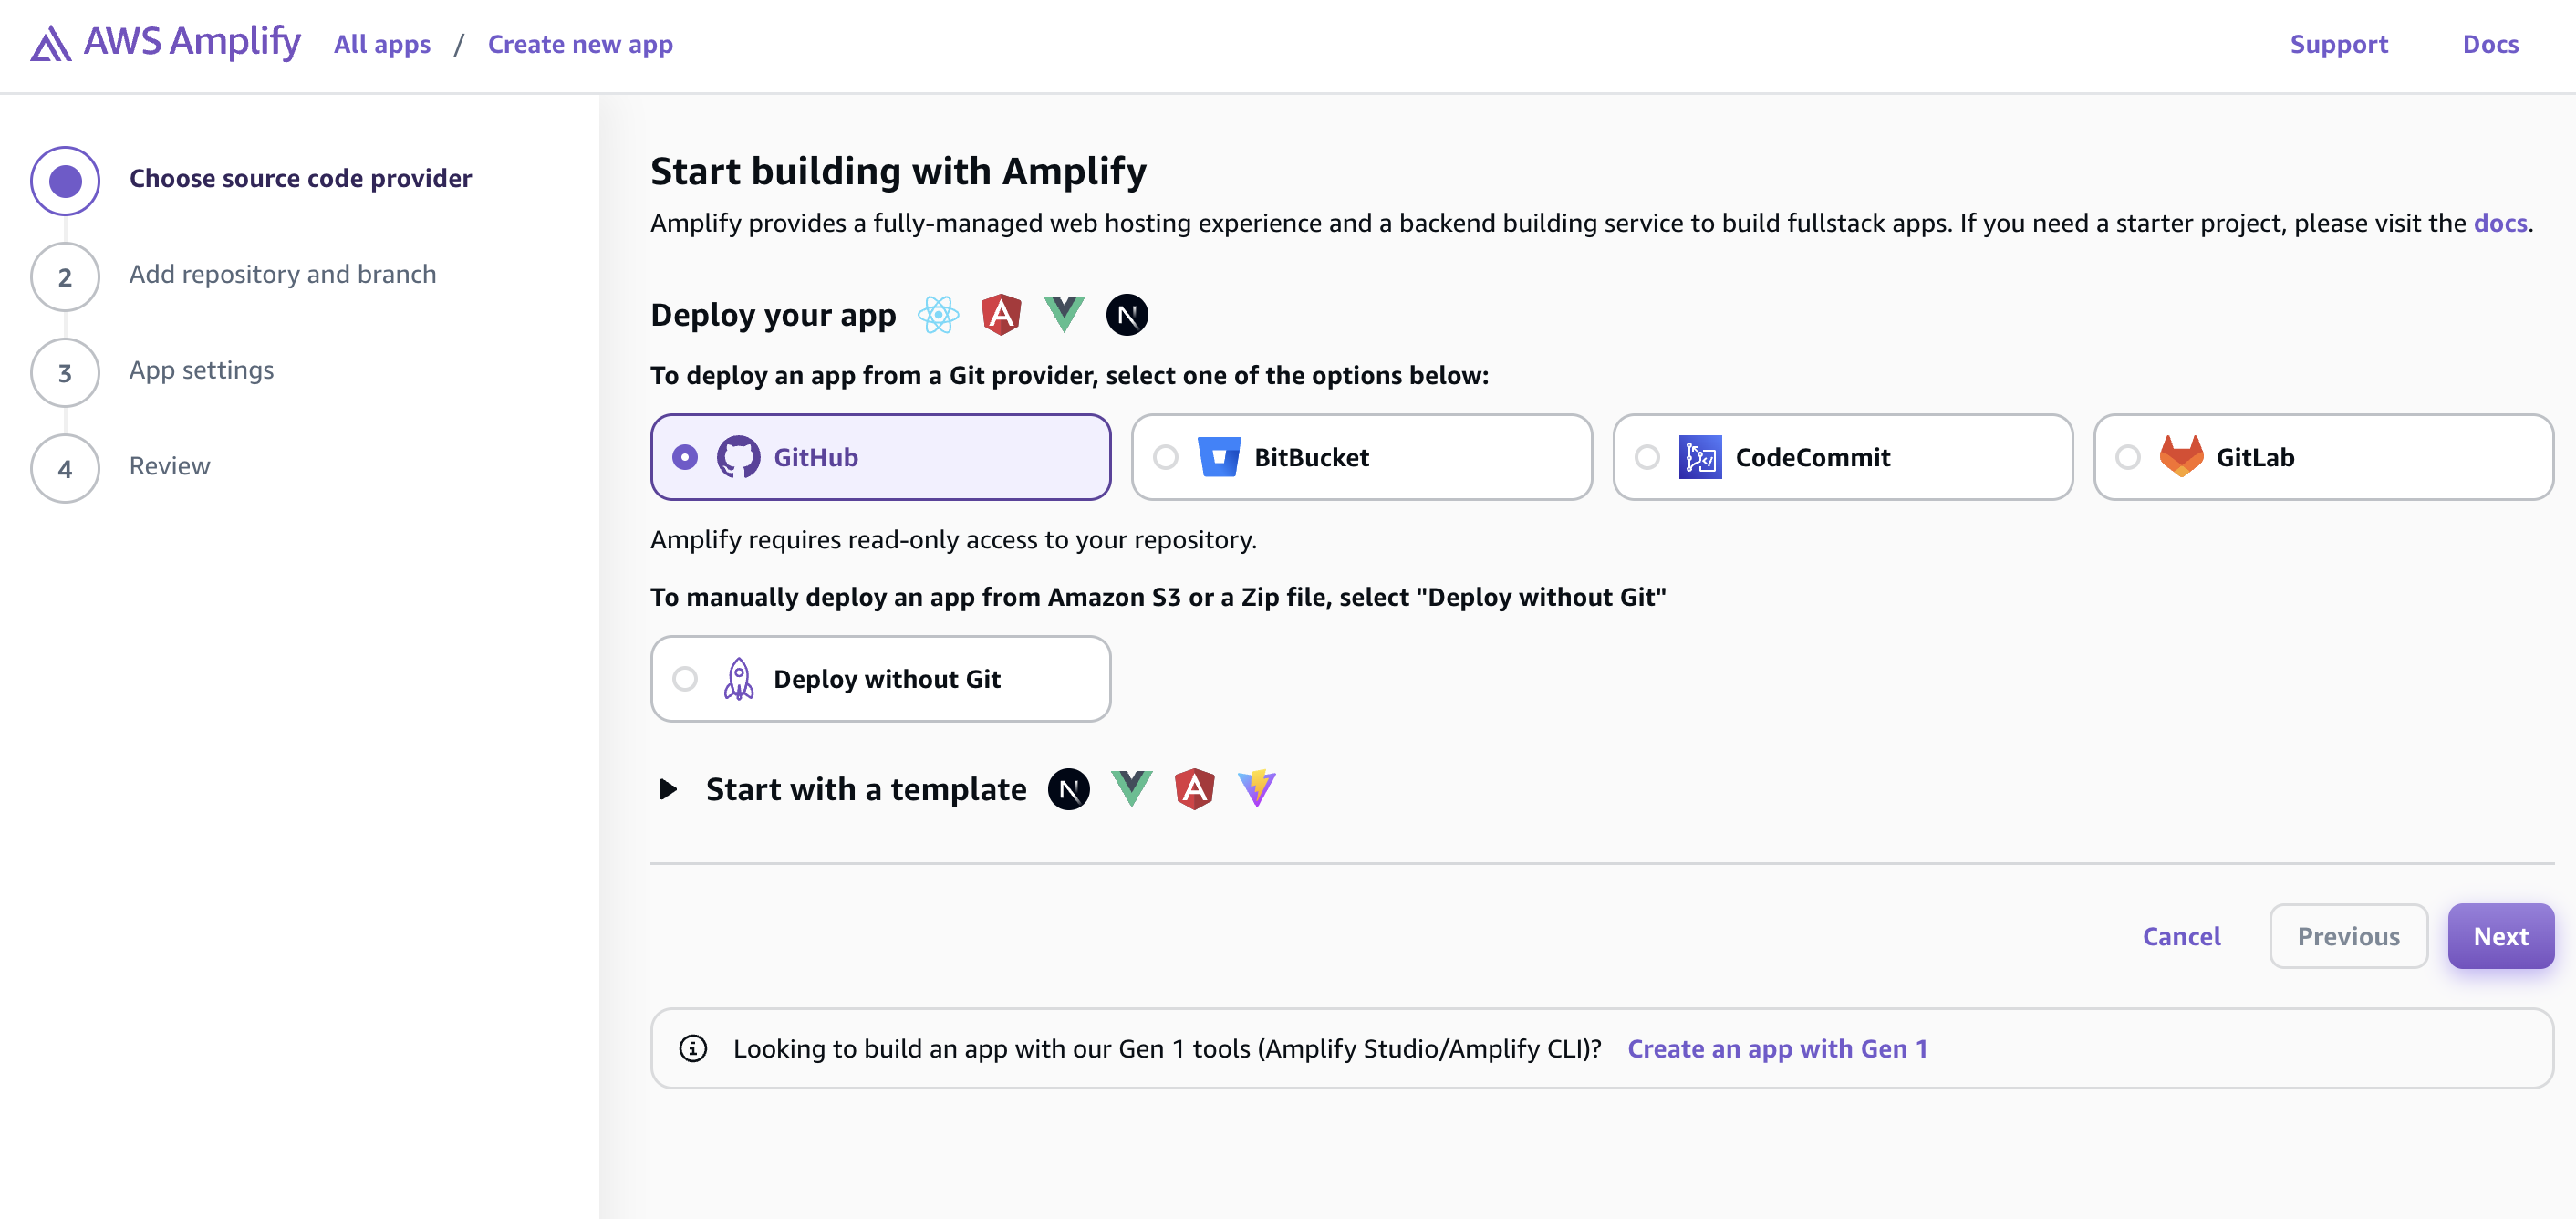 AWS Amplify All apps / Create new app Support Docs
Choose source code provider
2 Add repository and branch
3 App settings
4 Review
Start building with Amplify
Amplify provides a fully-managed web hosting experience and a backend building service to build fullstack apps. If you need a starter project, please visit the docs.
Deploy your app
To deploy an app from a Git provider, select one of the options below:
GitHub BitBucket CodeCommit GitLab
Amplify requires read-only access to your repository.
To manually deploy an app from Amazon S3 or a Zip file, select "Deploy without Git"
Deploy without Git
Start with a template
Cancel Previous Next
Looking to build an app with our Gen 1 tools (Amplify Studio/Amplify CLI)? Create an app with Gen 1